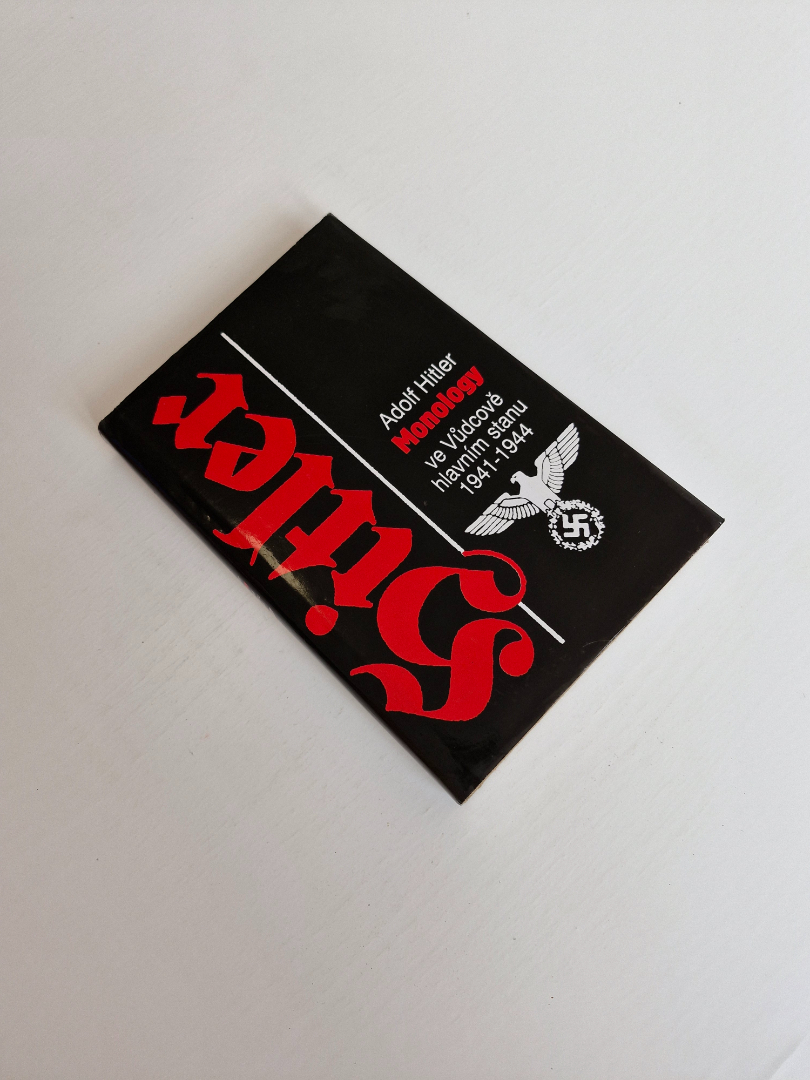 Adolf Hitler
Monology
ve Vůdcově
hlavním stanu
1941-1944
Hitler